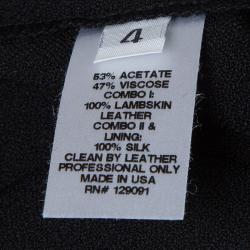 4
53% ACETATE
47% VISCOSE
COMBO I:
100% LAMBSKIN
LEATHER
COMBO II &
LINING:
100% SILK
CLEAN BY LEATHER
PROFESSIONAL ONLY
MADE IN USA
RN# 129091